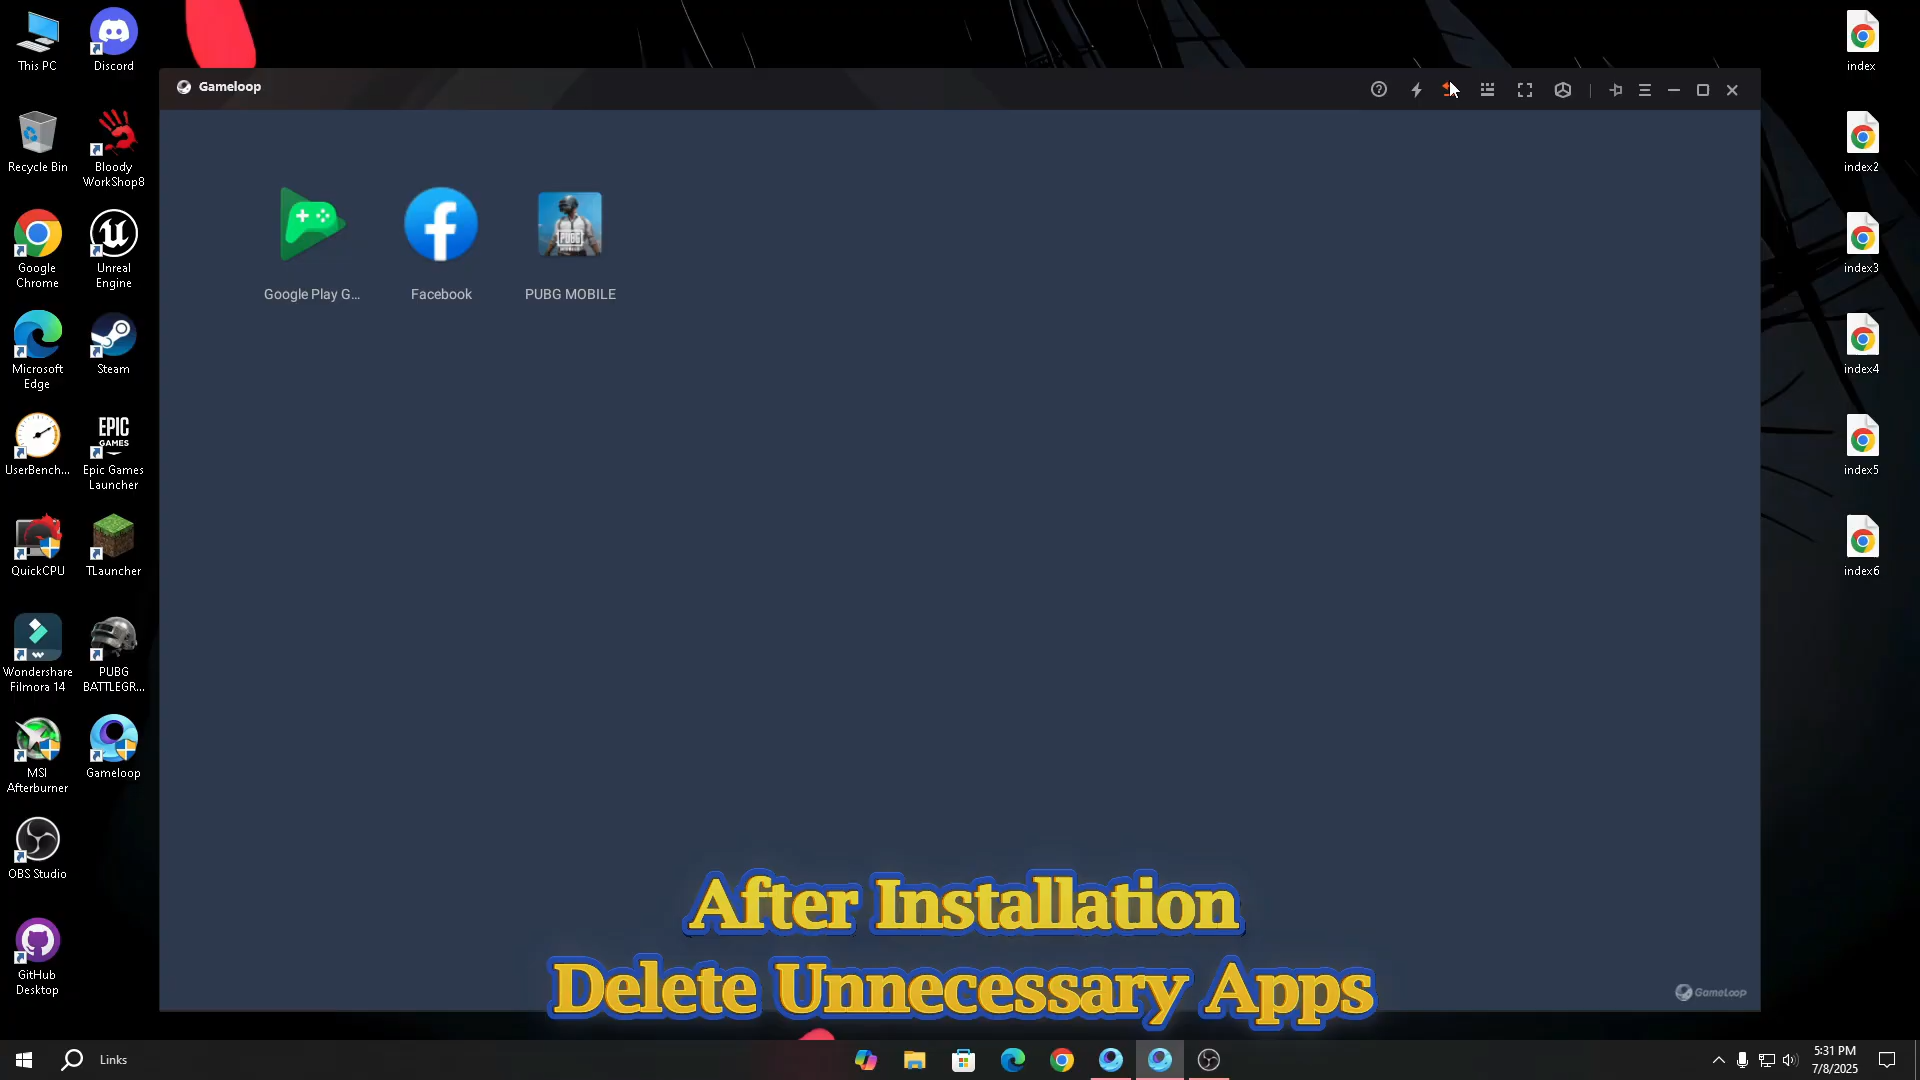 This PC
Discord
Recycle Bin
Bloody
WorkShop8
Google
Chrome
Unreal
Engine
Microsoft
Edge
Steam
UserBench...
EPIC
GAMES
Epic Games
Launcher
QuickCPU
TLauncher
Wondershare
Filmora 14
PUBG
BATTLEGR...
MSI
Afterburner
Gameloop
OBS Studio
GitHub
Desktop
Gameloop
Google Play G...
Facebook
PUBG
PUBG MOBILE
After Installation
Delete Unnecessary Apps
GameLoop
index
index2
index3
index4
index5
index6
Links
5:31 PM
7/8/2025